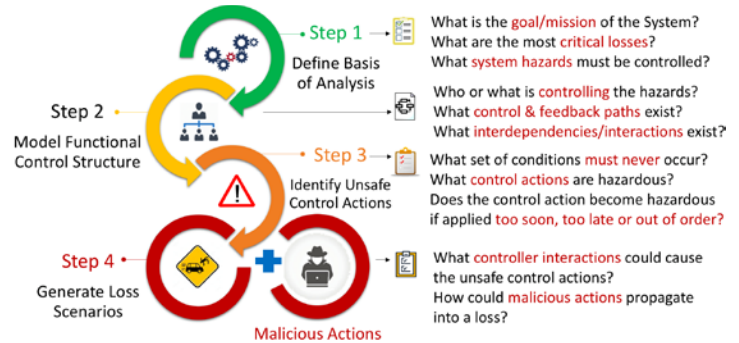 Step 1
Define Basis
of Analysis
What is the goal/mission of the System?
What are the most critical losses?
What system hazards must be controlled?
Step 2
Model Functional
Control Structure
Who or what is controlling the hazards?
What control & feedback paths exist?
What interdependencies/interactions exist?
Step 3
Identify Unsafe
Control Actions
What set of conditions must never occur?
What control actions are hazardous?
Does the control action become hazardous
if applied too soon, too late or out of order?
Step 4
Generate Loss
Scenarios
Malicious Actions
What controller interactions could cause
the unsafe control actions?
How could malicious actions propagate
into a loss?